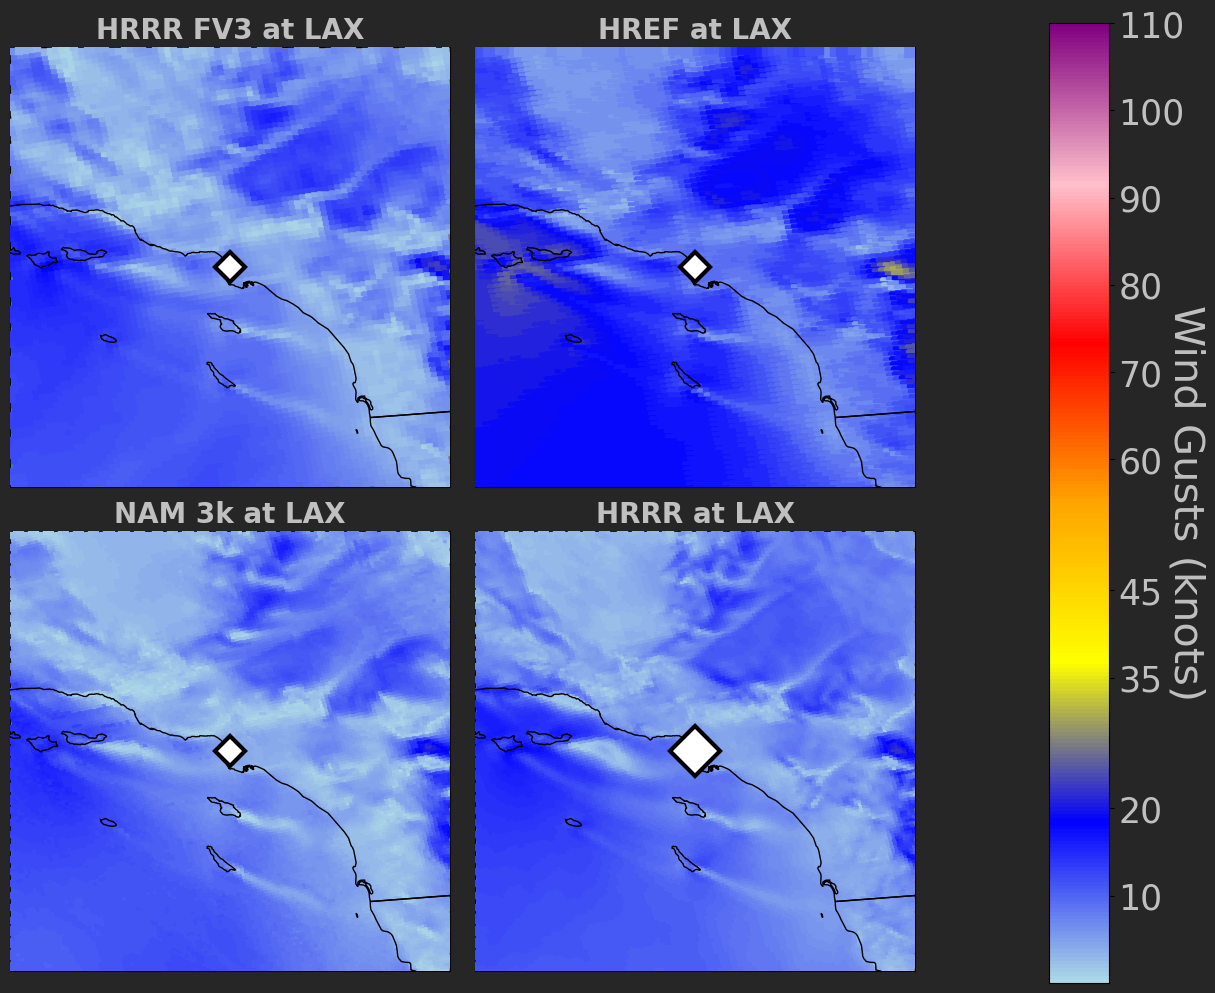 HRRR FV3 at LAX
HREF at LAX
NAM 3k at LAX
HRRR at LAX
110
100
90
80
70
60
45
35
20
10
Wind Gusts (knots)